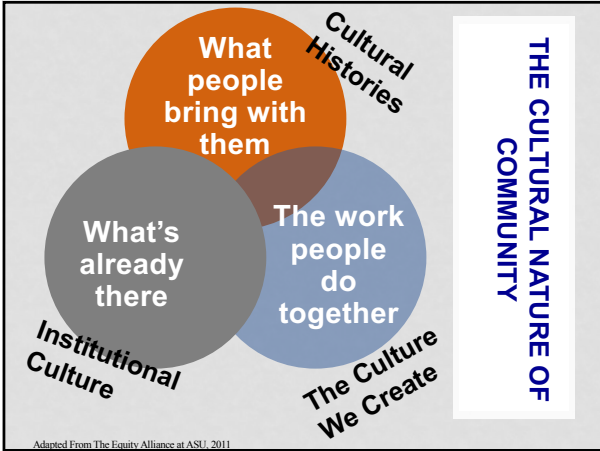 What
people
bring with
them
Cultural
Histories
What's
already
there
Institutional
Culture
The work
people
do
together
The Culture
We Create
THE CULTURAL NATURE OF
COMMUNITY
Adapted From The Equity Alliance at ASU, 2011